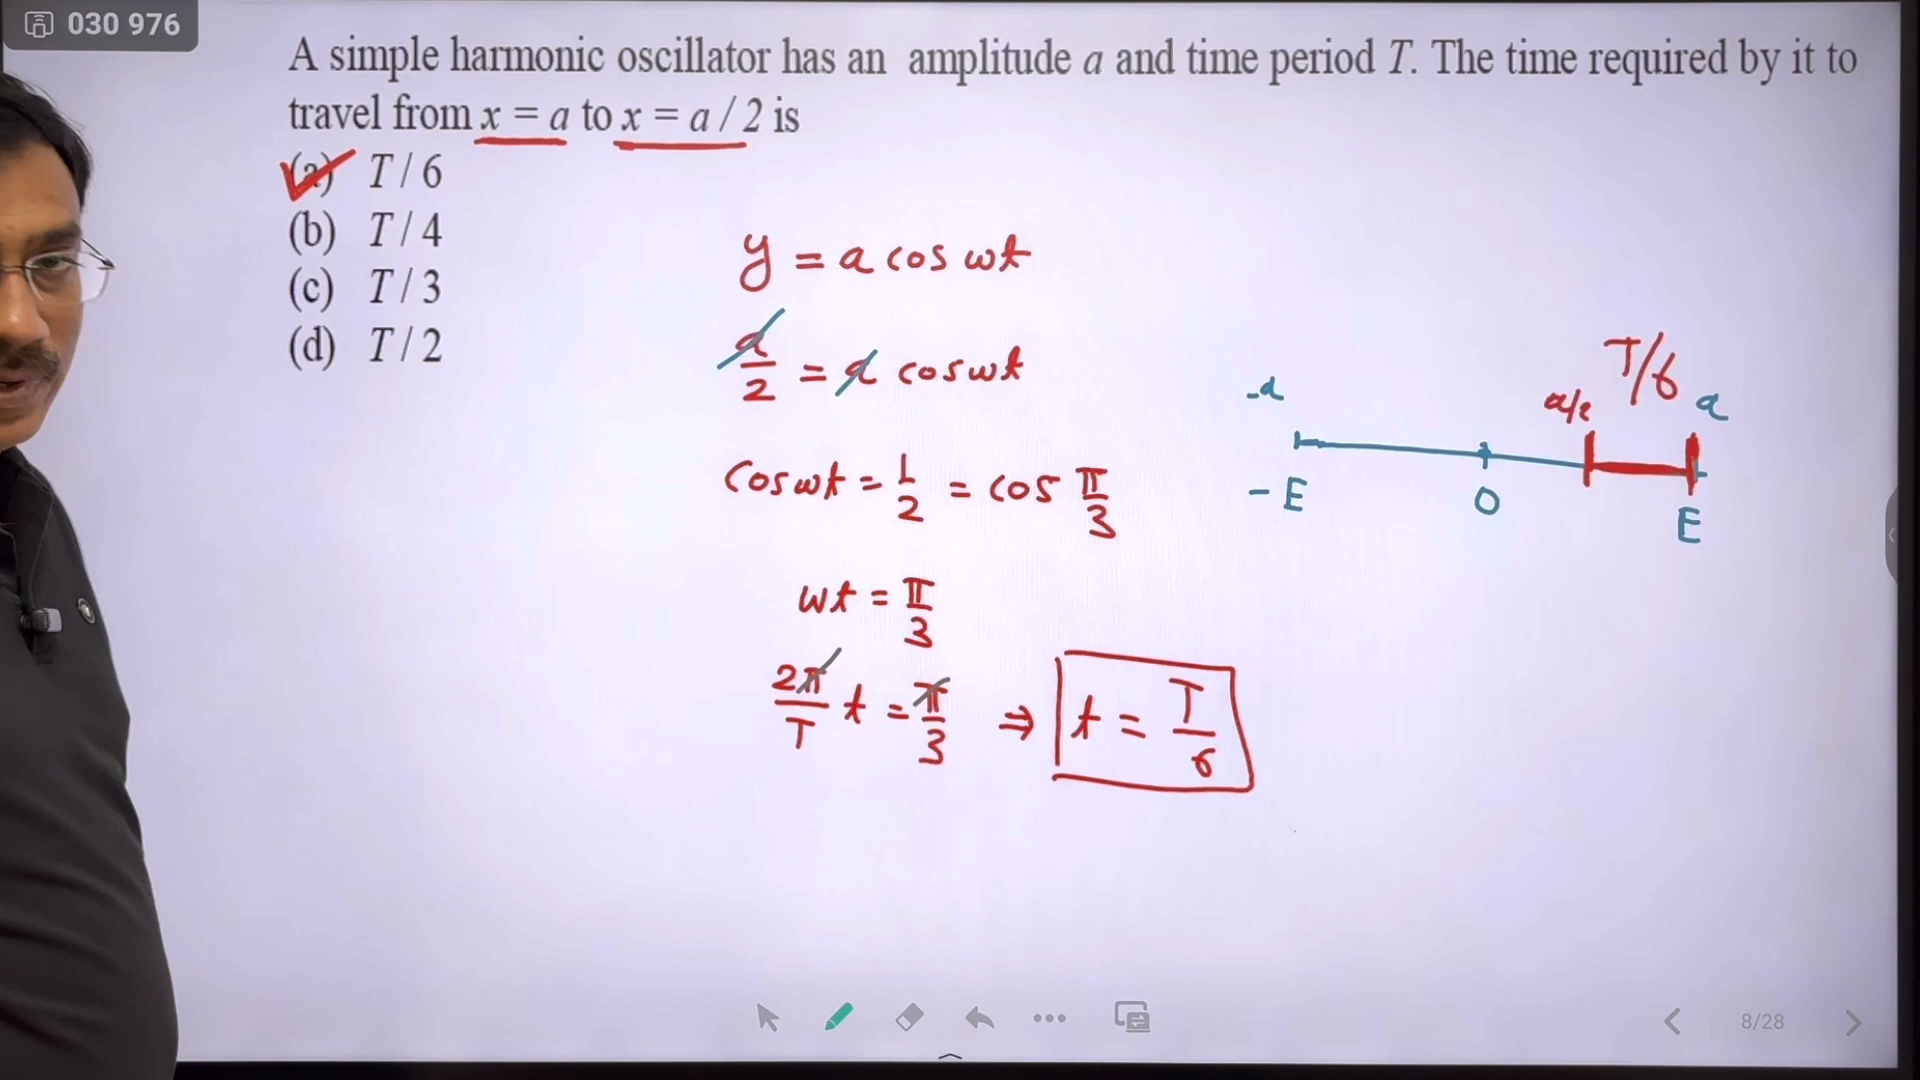 030 976
A simple harmonic oscillator has an amplitude a and time period T. The time required by it to
travel from x = a to x = a / 2 is
(a) T / 6
(b) T / 4
(c) T / 3
(d) T / 2
y = a cos ωt
a/2 = a cos ωt
cos ωt = 1/2 = cos π/3
ωt = π/3
2π/T t = π/3 ⇒ t = T/6
T/6
-a a/2 a
-E O E
8/28